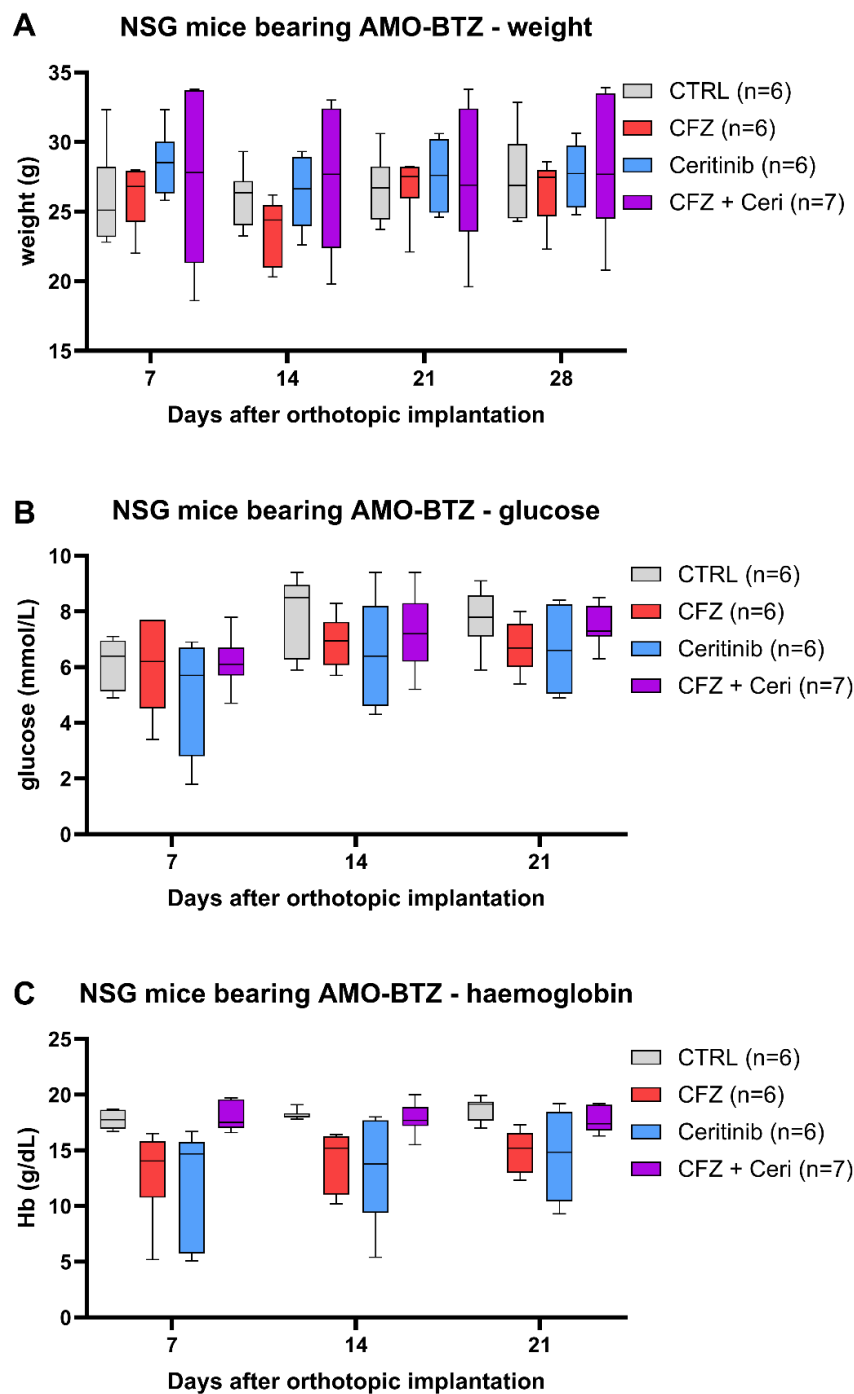 A
NSG mice bearing AMO-BTZ - weight
35
30
25
20
15
weight (g)
7
14
21
28
Days after orthotopic implantation
CTRL (n=6)
CFZ (n=6)
Ceritinib (n=6)
CFZ + Ceri (n=7)
B
NSG mice bearing AMO-BTZ - glucose
10
8
6
4
2
0
glucose (mmol/L)
7
14
21
Days after orthotopic implantation
CTRL (n=6)
CFZ (n=6)
Ceritinib (n=6)
CFZ + Ceri (n=7)
C
NSG mice bearing AMO-BTZ - haemoglobin
25
20
15
10
5
0
Hb (g/dL)
7
14
21
Days after orthotopic implantation
CTRL (n=6)
CFZ (n=6)
Ceritinib (n=6)
CFZ + Ceri (n=7)